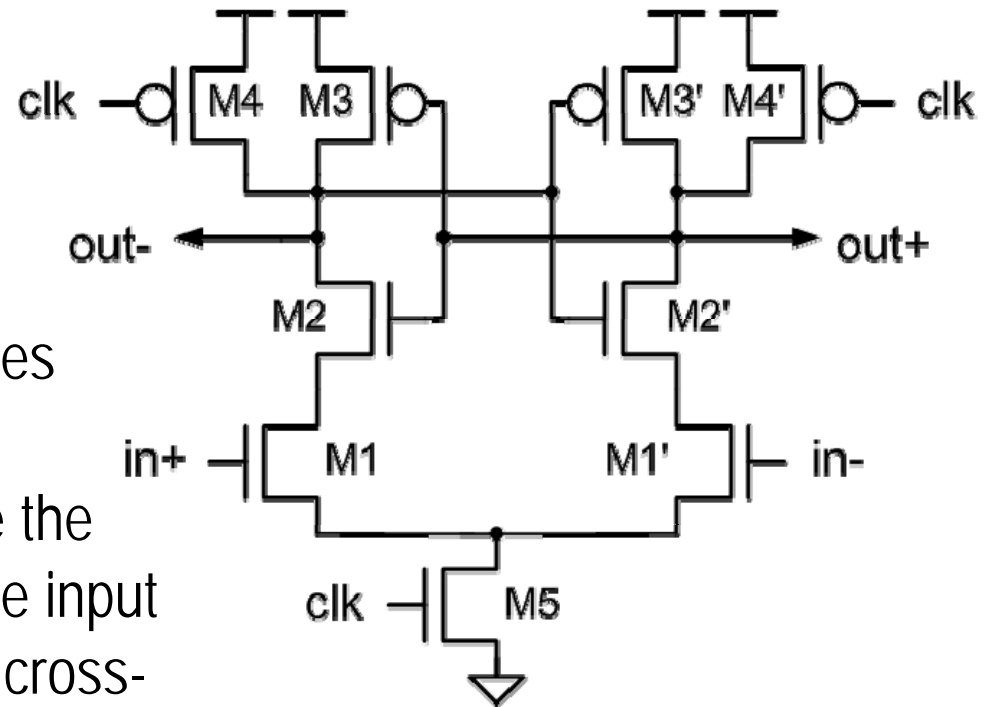 clk M4 M3 M3' M4' clk
out- out+
M2 M2'
es
in+ M1 M1' in-
e the
clk M5
e input
cross-